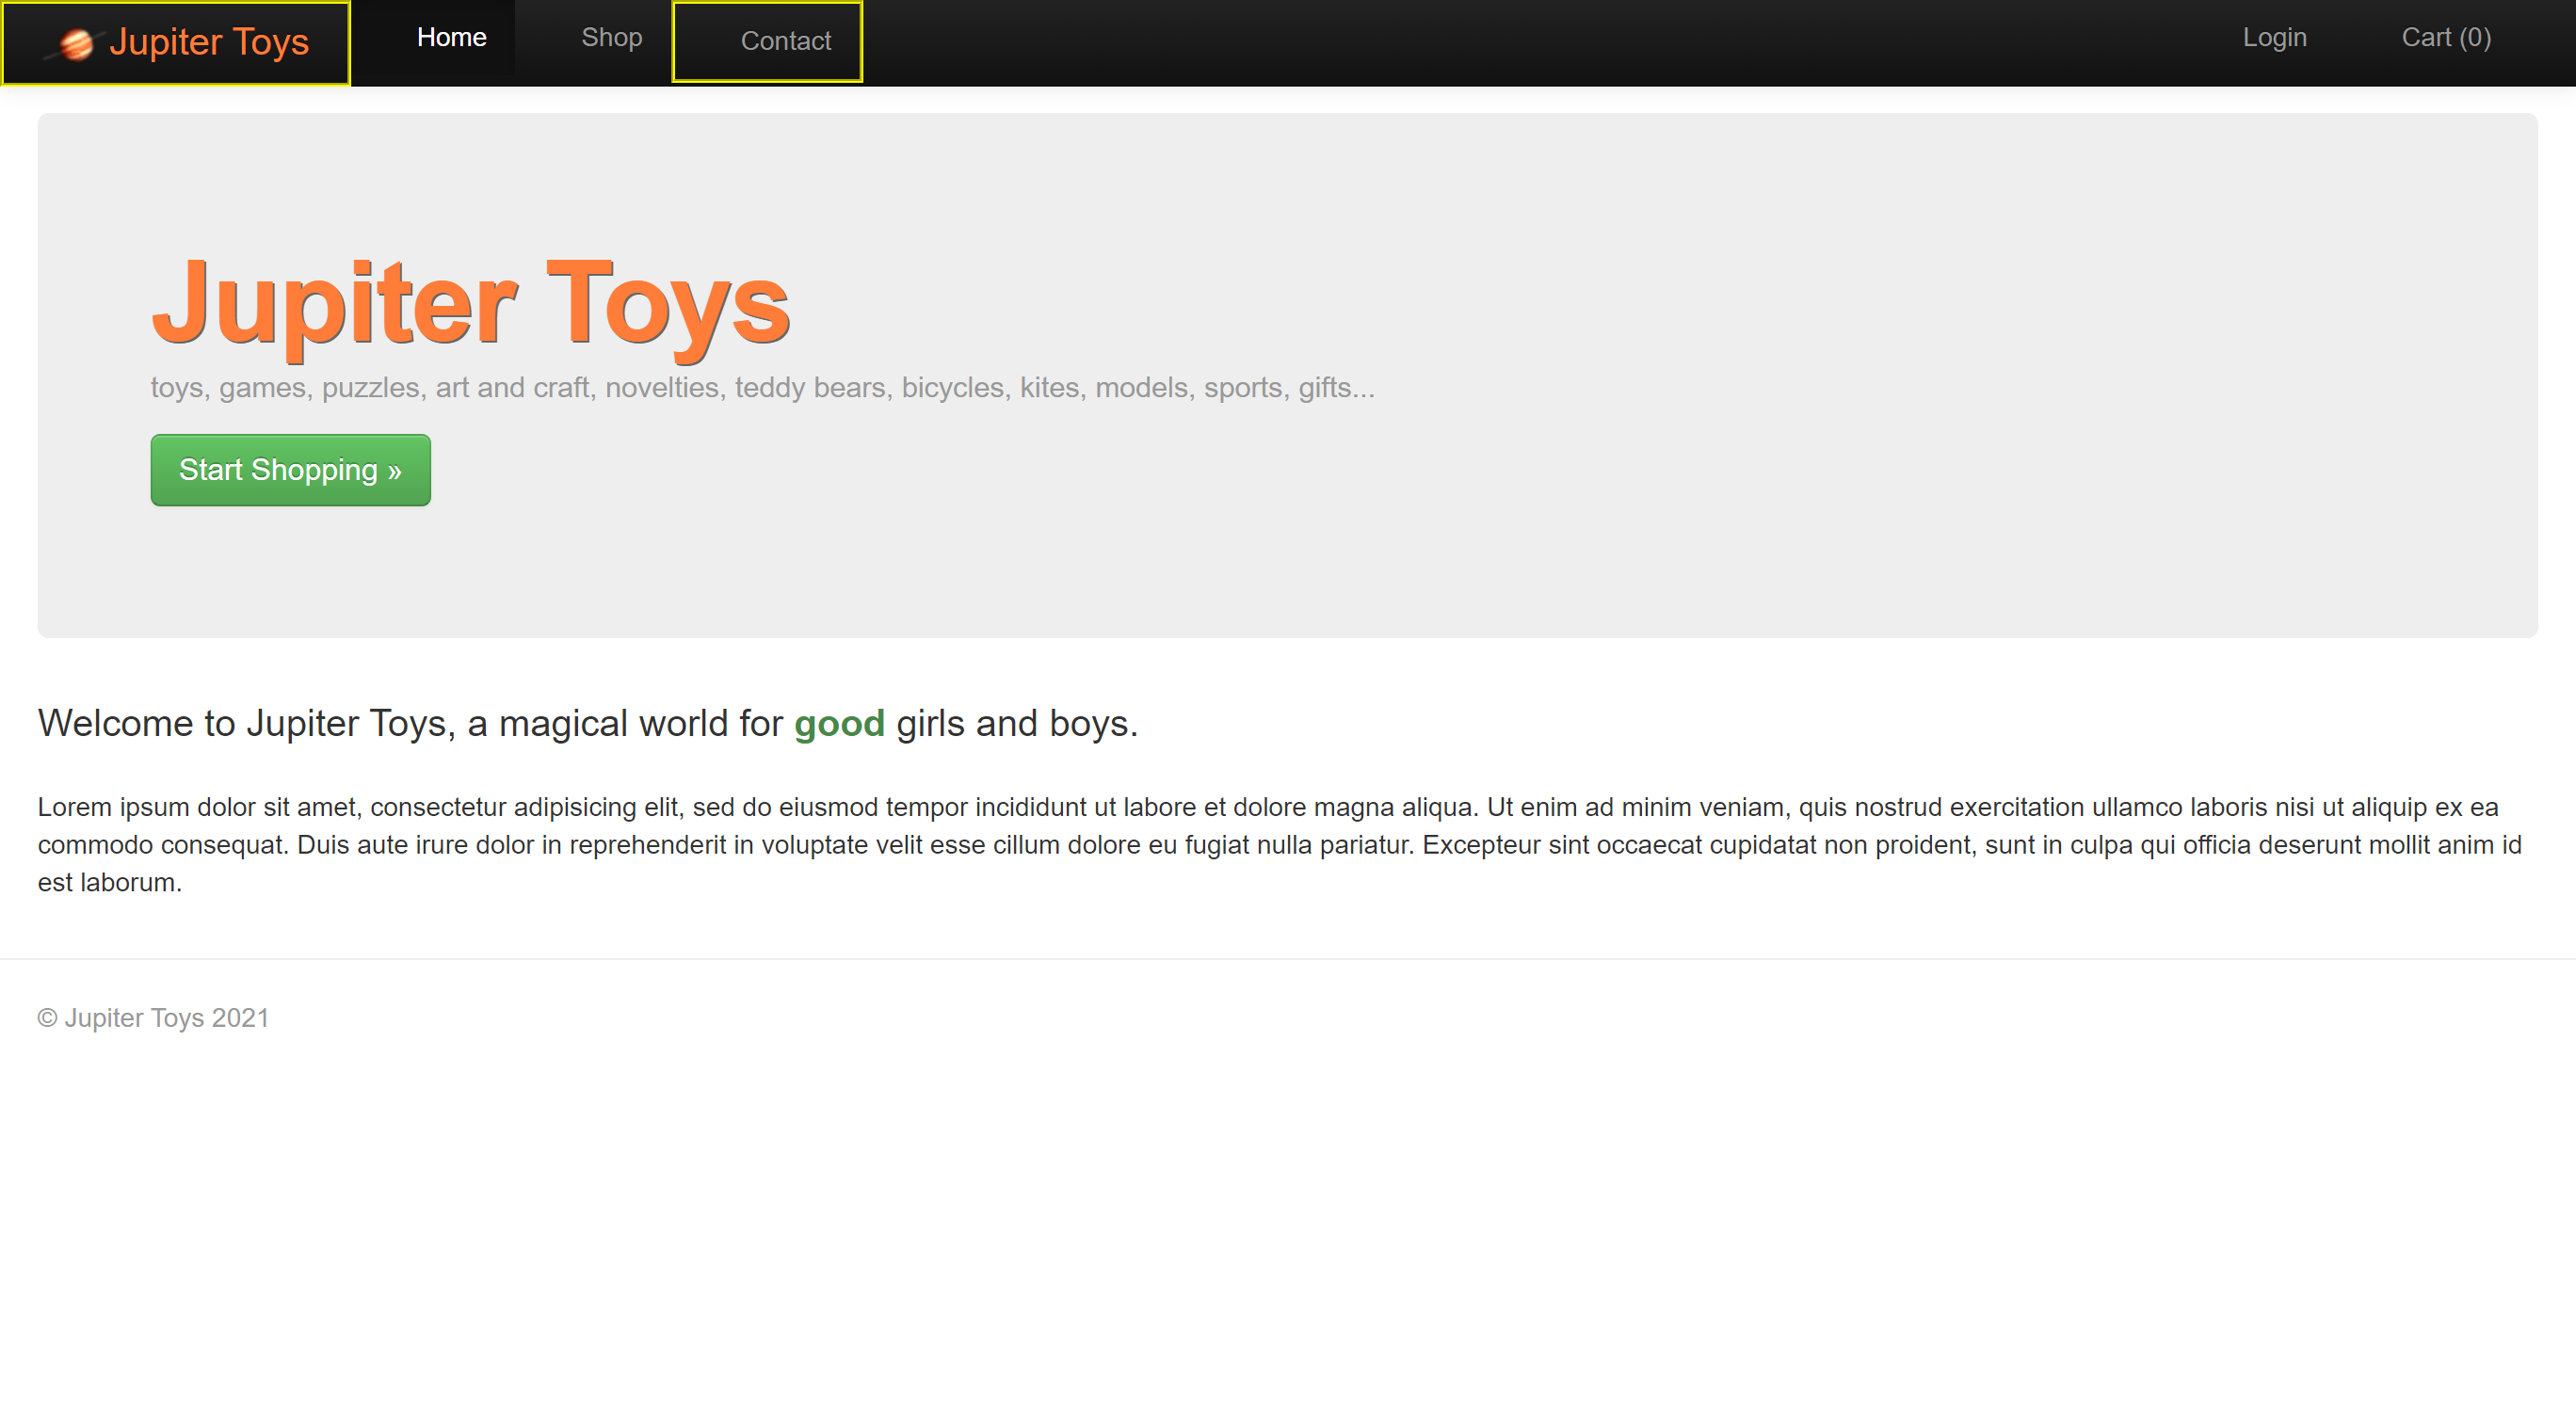 Jupiter Toys Home Shop Contact Login Cart (0)
Jupiter Toys
toys, games, puzzles, art and craft, novelties, teddy bears, bicycles, kites, models, sports, gifts...
Start Shopping »
Welcome to Jupiter Toys, a magical world for good girls and boys.
Lorem ipsum dolor sit amet, consectetur adipisicing elit, sed do eiusmod tempor incididunt ut labore et dolore magna aliqua. Ut enim ad minim veniam, quis nostrud exercitation ullamco laboris nisi ut aliquip ex ea
commodo consequat. Duis aute irure dolor in reprehenderit in voluptate velit esse cillum dolore eu fugiat nulla pariatur. Excepteur sint occaecat cupidatat non proident, sunt in culpa qui officia deserunt mollit anim id
est laborum.
© Jupiter Toys 2021